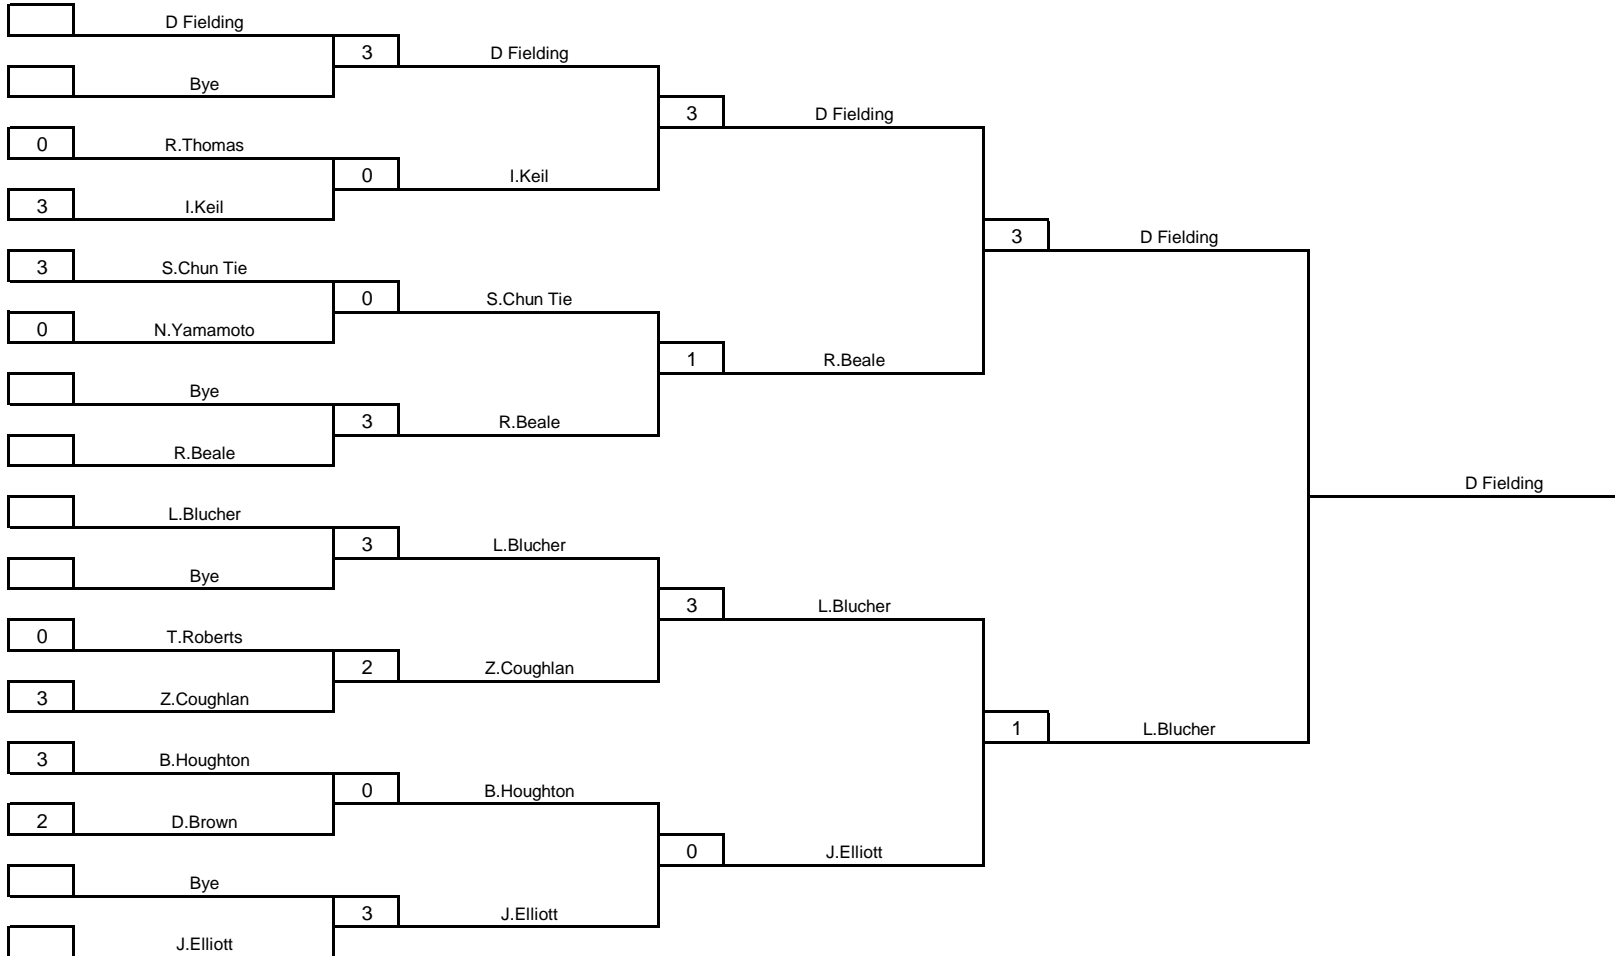 D Fielding
3 D Fielding
Bye
3 D Fielding
0 R.Thomas
0 I.Keil
3 I.Keil
3 D Fielding
3 S.Chun Tie
0 S.Chun Tie
0 N.Yamamoto
1 R.Beale
Bye
3 R.Beale
R.Beale
D Fielding
L.Blucher
3 L.Blucher
Bye
3 L.Blucher
0 T.Roberts
2 Z.Coughlan
3 Z.Coughlan
1 L.Blucher
3 B.Houghton
0 B.Houghton
2 D.Brown
0 J.Elliott
Bye
3 J.Elliott
J.Elliott